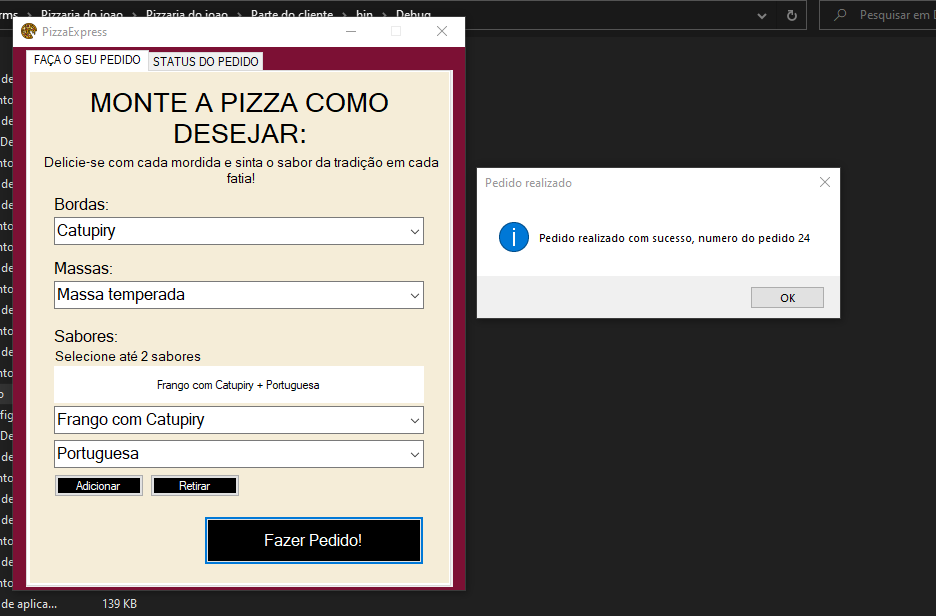 Pizzaria do joao > Pizzaria do joao > Parte do cliente > bin > Debug
Pesquisar em
PizzaExpress
FAÇA O SEU PEDIDO
STATUS DO PEDIDO
MONTE A PIZZA COMO
DESEJAR:
Delicie-se com cada mordida e sinta o sabor da tradição em cada
fatia!
Bordas:
Catupiry
Massas:
Massa temperada
Sabores:
Selecione até 2 sabores
Frango com Catupiry + Portuguesa
Frango com Catupiry
Portuguesa
Adicionar
Retirar
Fazer Pedido!
Pedido realizado
Pedido realizado com sucesso, numero do pedido 24
OK
de aplica...
139 KB